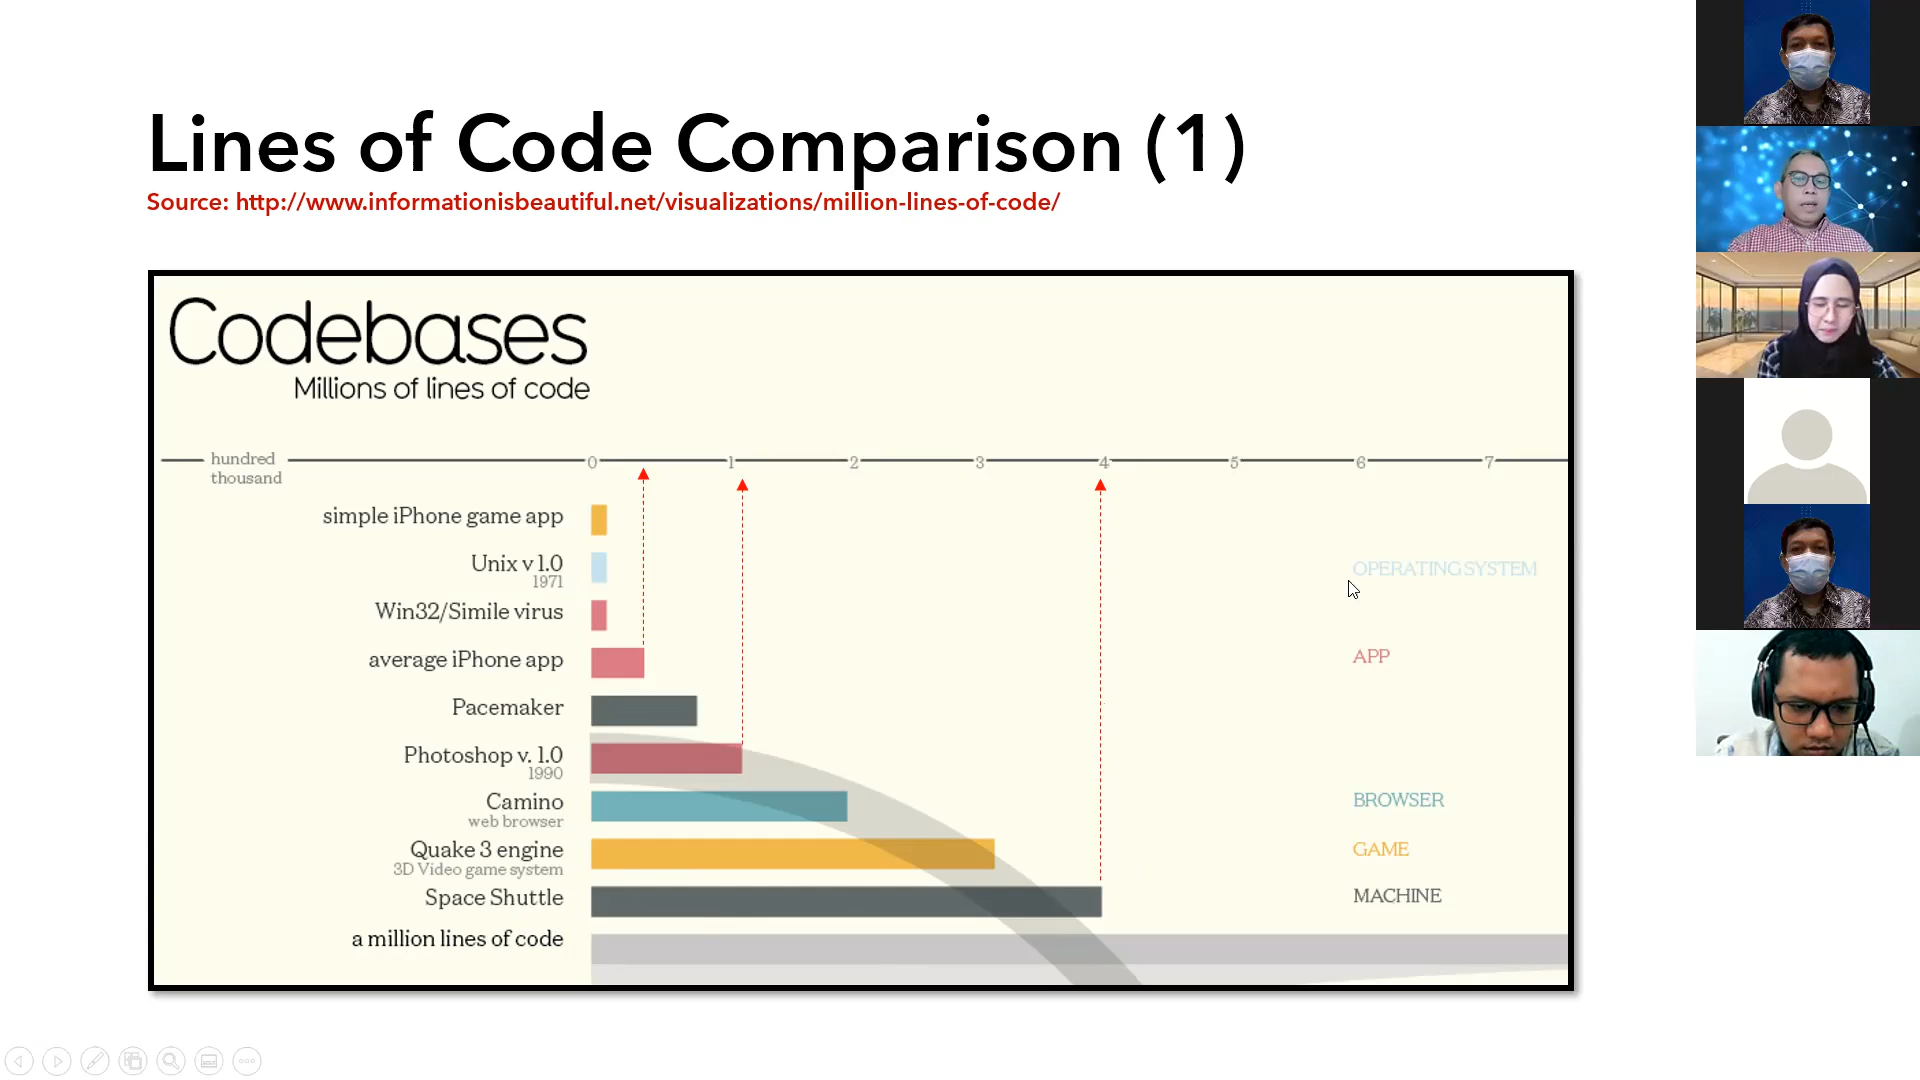 Lines of Code Comparison (1)
Source: http://www.informationisbeautiful.net/visualizations/million-lines-of-code/
Codebases
Millions of lines of code
hundred
thousand
0 1 2 3 4 5 6 7
simple iPhone game app
Unix v 1.0
1971
OPERATING SYSTEM
Win32/Simile virus
average iPhone app
APP
Pacemaker
Photoshop v. 1.0
1990
Camino
web browser
BROWSER
Quake 3 engine
3D Video game system
GAME
Space Shuttle
MACHINE
a million lines of code